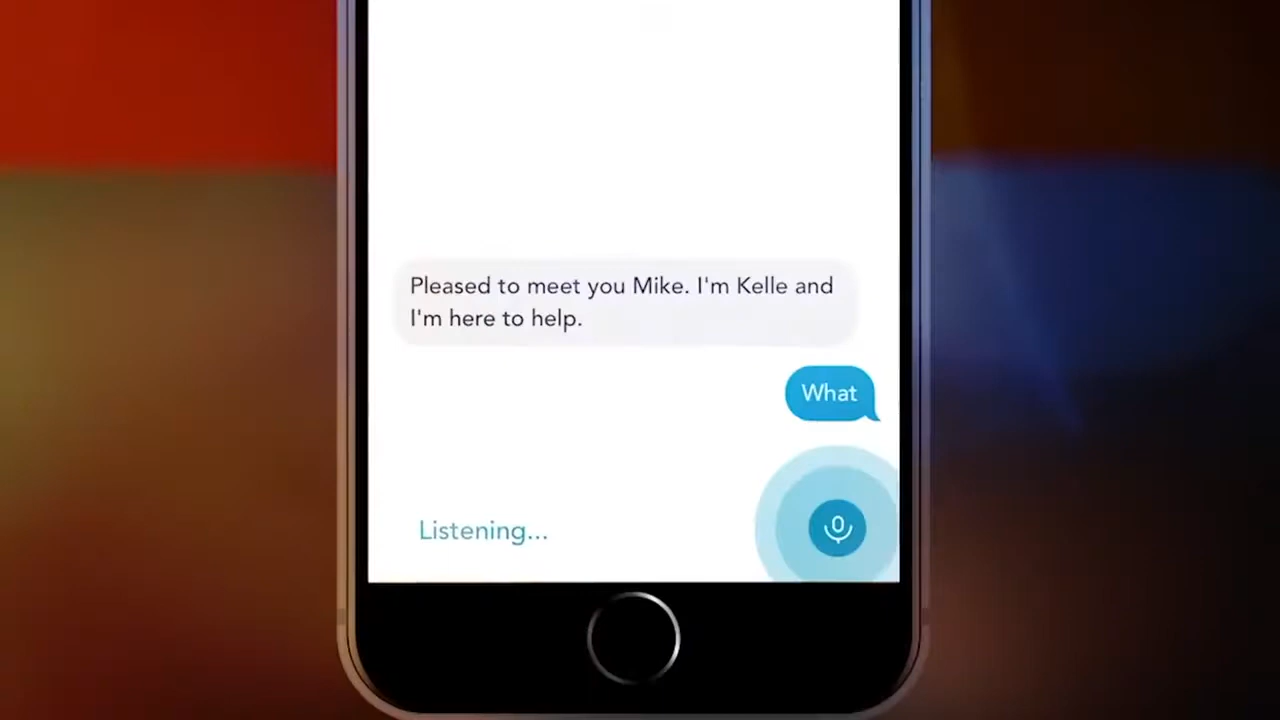 Pleased to meet you Mike. I'm Kelle and
I'm here to help.
What
Listening...